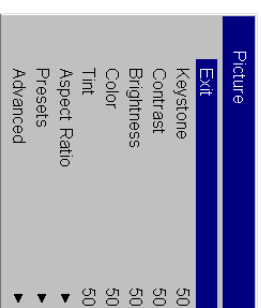 Picture
Exit
Keystone 50
Contrast 50
Brightness 50
Color 50
Tint 50
Aspect Ratio ▶
Presets ▶
Advanced ▶